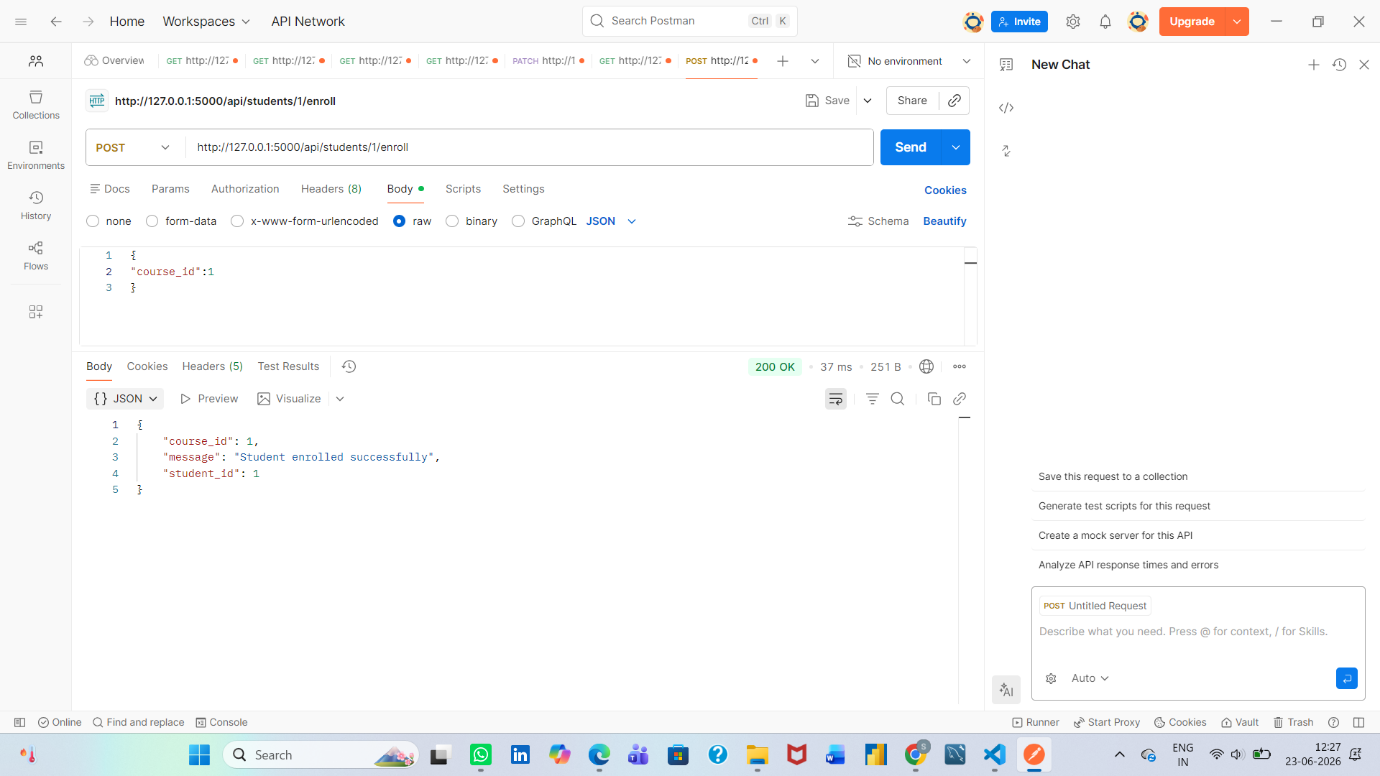 Home Workspaces API Network Search Postman Ctrl K Invite Upgrade
Overview GET http://127 GET http://127 GET http://127 GET http://127 PATCH http://1 GET http://127 POST http://12 No environment New Chat
HTTP http://127.0.0.1:5000/api/students/1/enroll Save Share
Collections
POST http://127.0.0.1:5000/api/students/1/enroll Send
Environments
Docs Params Authorization Headers (8) Body Scripts Settings Cookies
History
none form-data x-www-form-urlencoded raw binary GraphQL JSON Schema Beautify
1 {
2 "course_id":1
3 }
Flows
Body Cookies Headers (5) Test Results 200 OK 37 ms 251 B
{} JSON Preview Visualize
1 {
2 "course_id": 1,
3 "message": "Student enrolled successfully",
4 "student_id": 1
5 }
Save this request to a collection
Generate test scripts for this request
Create a mock server for this API
Analyze API response times and errors
POST Untitled Request
Describe what you need. Press @ for context, / for Skills.
Auto
AI
Online Find and replace Console Runner Start Proxy Cookies Vault Trash
Search
ENG
IN
12:27
23-06-2026